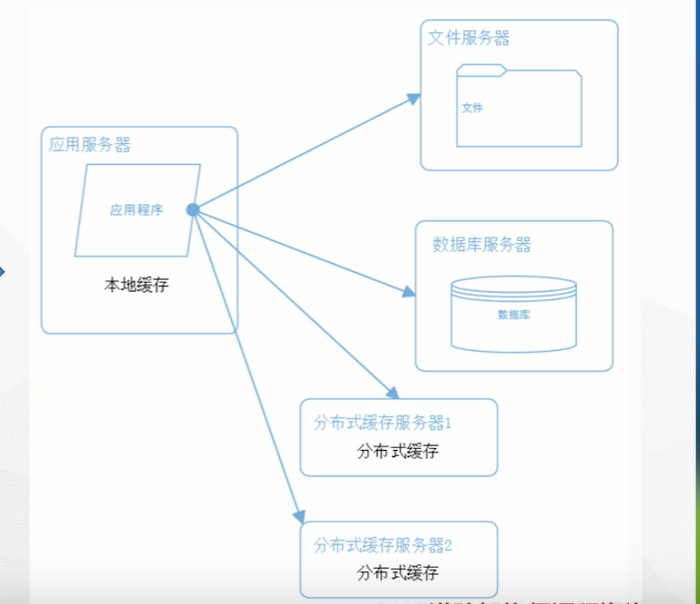 文件服务器
文件
应用服务器
应用程序
本地缓存
数据库服务器
数据库
分布式缓存服务器1
分布式缓存
分布式缓存服务器2
分布式缓存